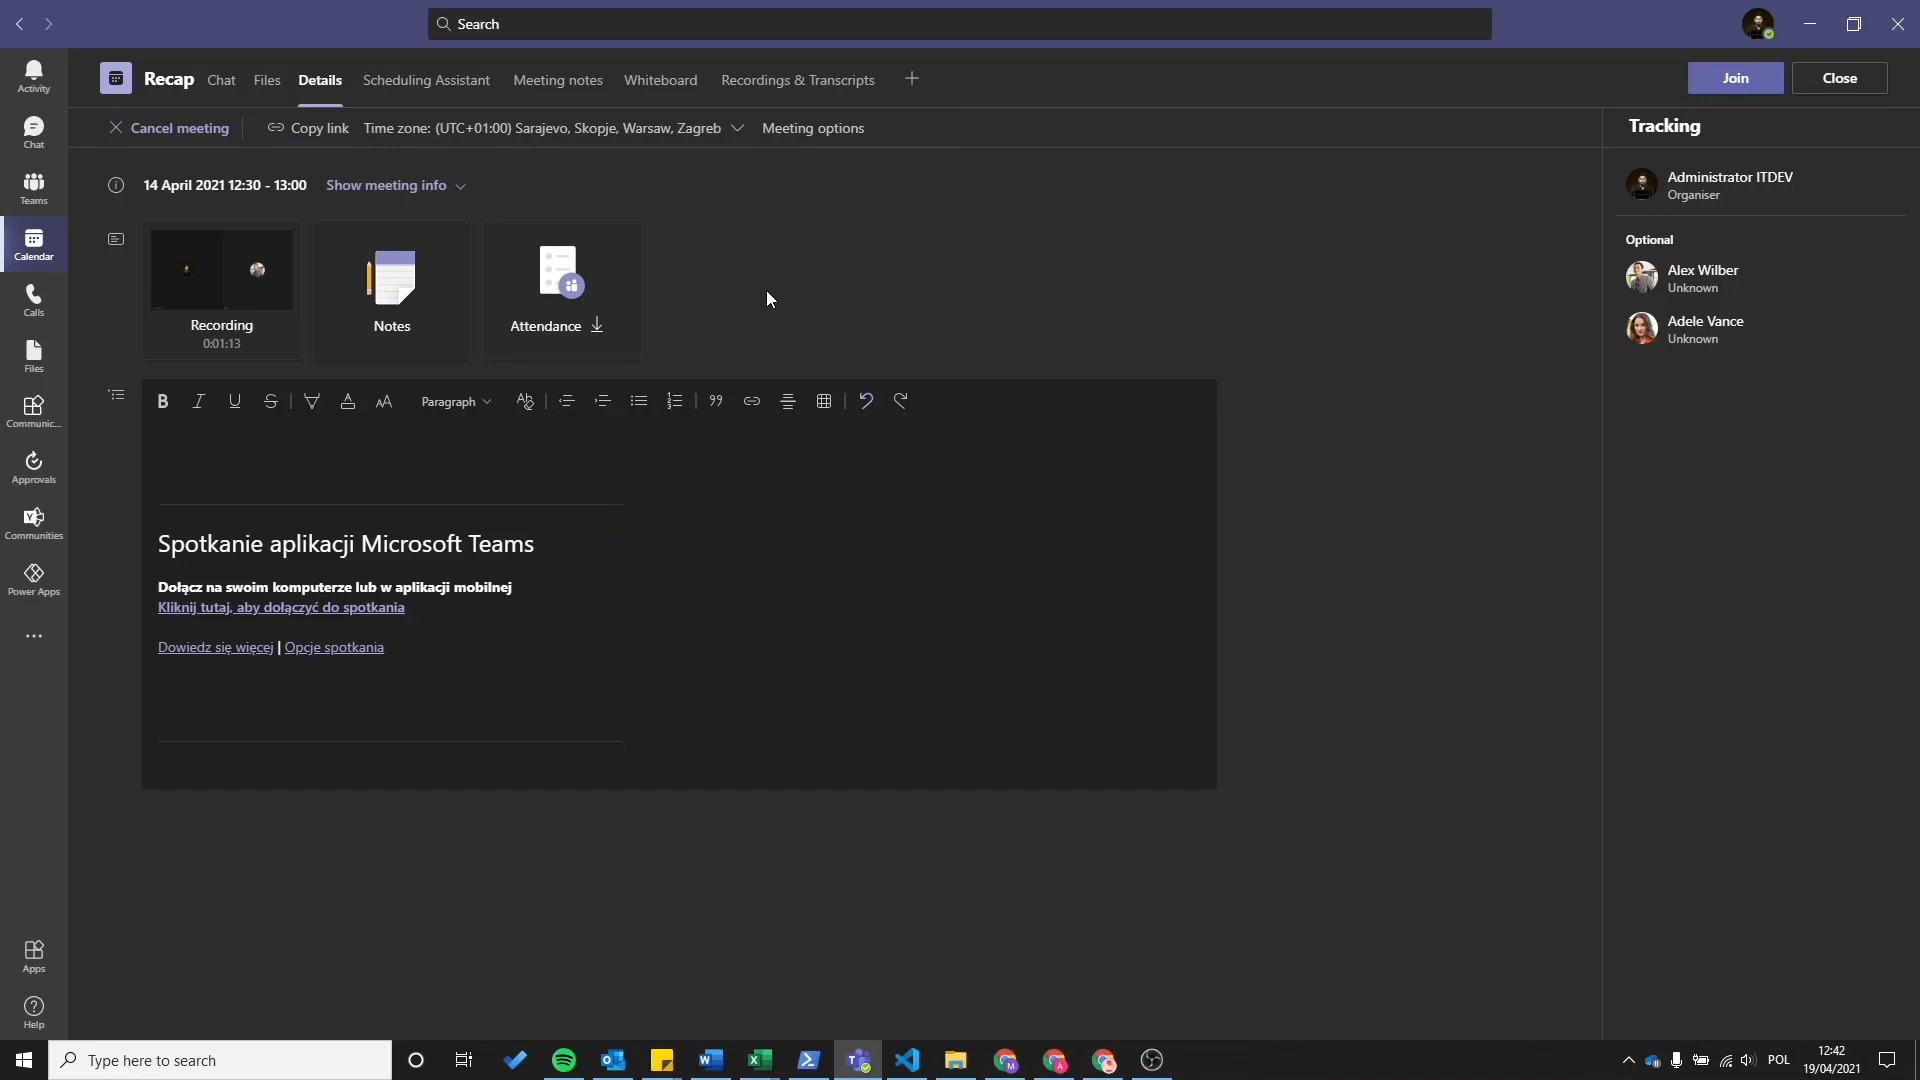 Search
Activity
Chat
Teams
Calendar
Calls
Files
Communic...
Approvals
Communities
Power Apps
Apps
Help
Recap Chat Files Details Scheduling Assistant Meeting notes Whiteboard Recordings & Transcripts
Join Close
Cancel meeting Copy link Time zone: (UTC+01:00) Sarajevo, Skopje, Warsaw, Zagreb Meeting options
14 April 2021 12:30 - 13:00 Show meeting info
Recording
0:01:13
Notes
Attendance
Paragraph
Spotkanie aplikacji Microsoft Teams
Dołącz na swoim komputerze lub w aplikacji mobilnej
Kliknij tutaj, aby dołączyć do spotkania
Dowiedz się więcej | Opcje spotkania
Tracking
Administrator ITDEV
Organiser
Optional
Alex Wilber
Unknown
Adele Vance
Unknown
Type here to search
POL
12:42
19/04/2021